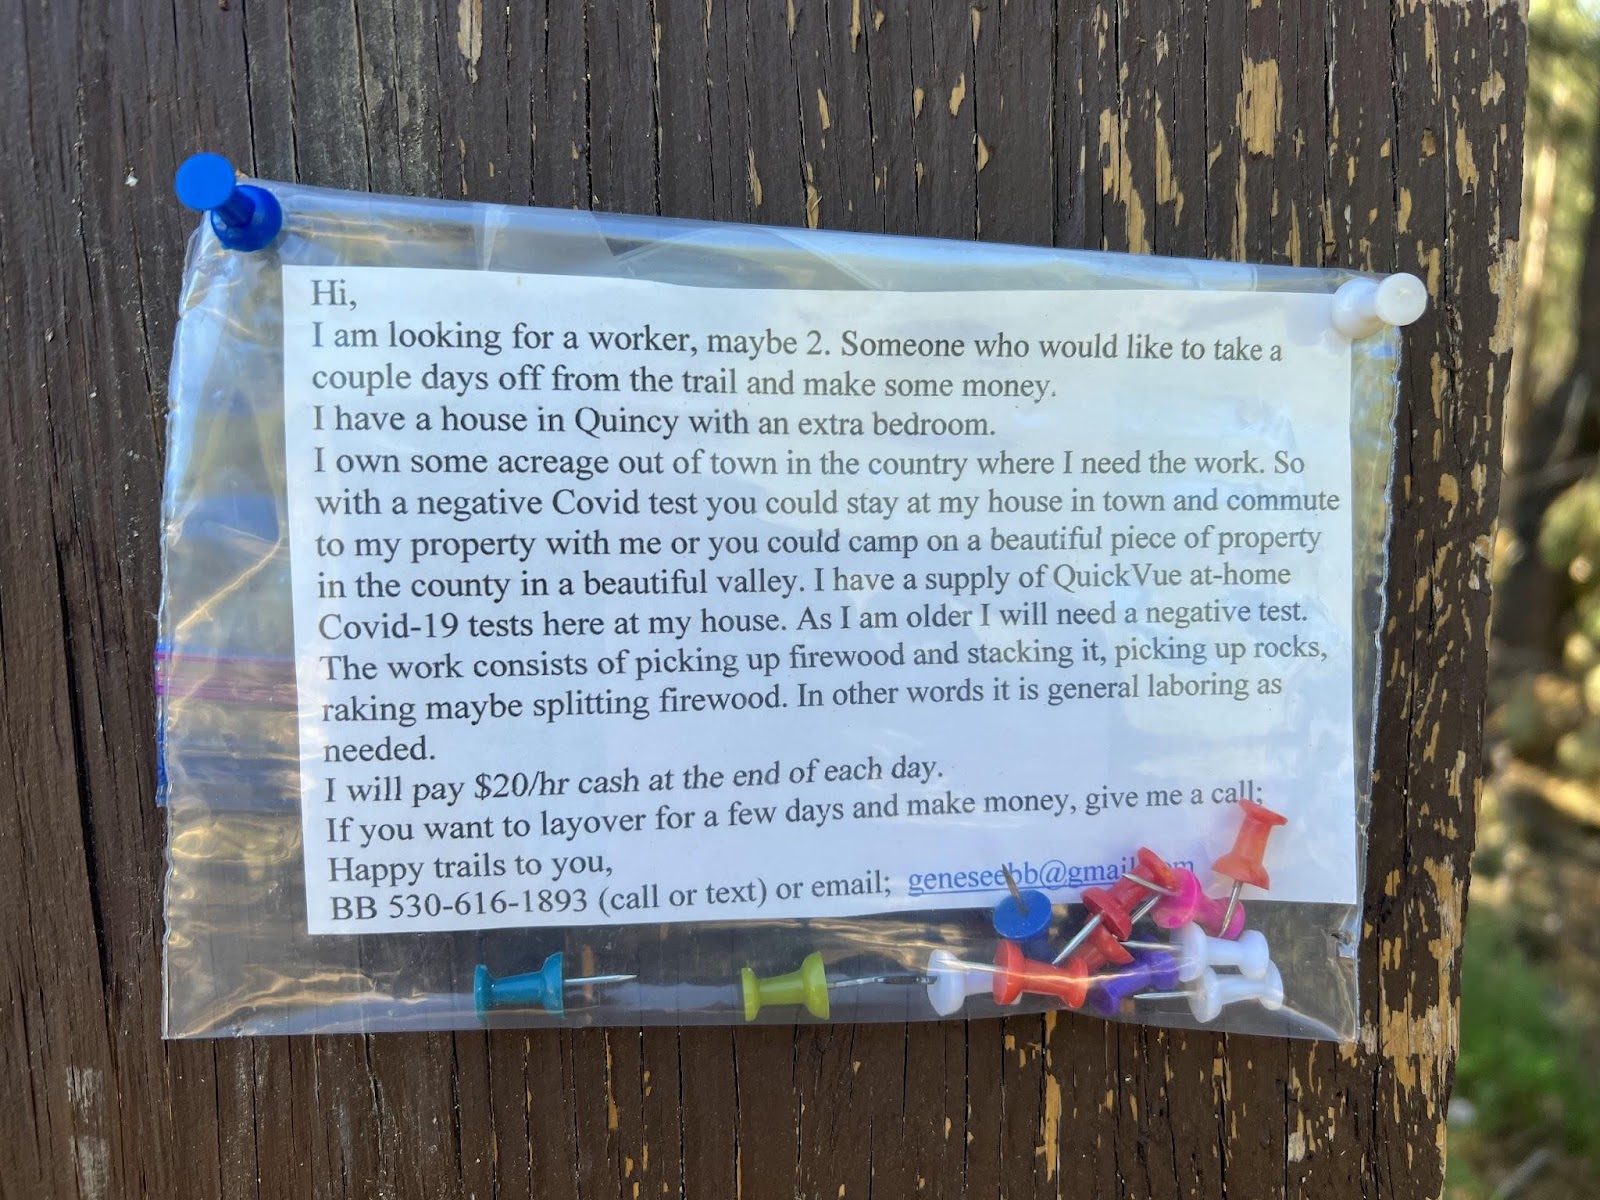 Hi,
I am looking for a worker, maybe 2. Someone who would like to take a
couple days off from the trail and make some money.
I have a house in Quincy with an extra bedroom.
I own some acreage out of town in the country where I need the work. So
with a negative Covid test you could stay at my house in town and commute
to my property with me or you could camp on a beautiful piece of property
in the county in a beautiful valley. I have a supply of QuickVue at-home
Covid-19 tests here at my house. As I am older I will need a negative test.
The work consists of picking up firewood and stacking it, picking up rocks,
raking maybe splitting firewood. In other words it is general laboring as
needed.
I will pay $20/hr cash at the end of each day.
If you want to layover for a few days and make money, give me a call;
Happy trails to you,
BB 530-616-1893 (call or text) or email;